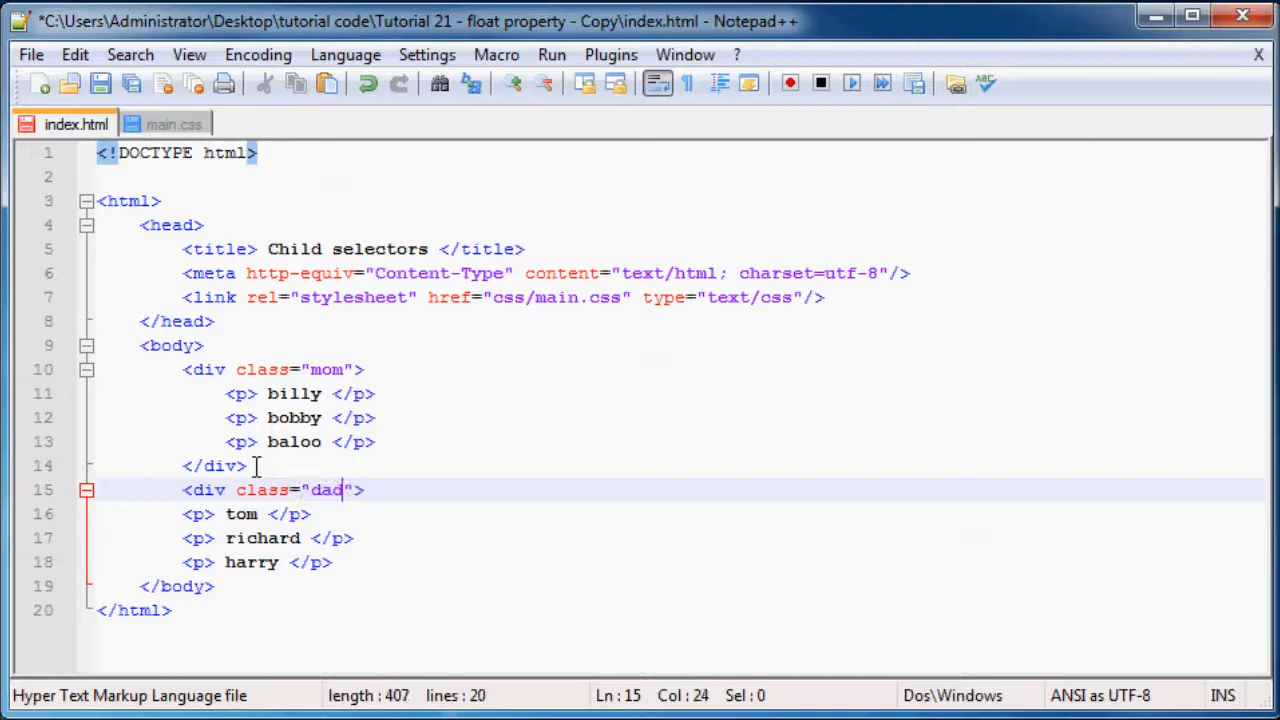 *C:\Users\Administrator\Desktop\tutorial code\Tutorial 21 - float property - Copy\index.html - Notepad++
File Edit Search View Encoding Language Settings Macro Run Plugins Window ? X
ABC
index.html main.css
1 <!DOCTYPE html>
2
3 <html>
4 <head>
5 <title> Child selectors </title>
6 <meta http-equiv="Content-Type" content="text/html; charset=utf-8"/>
7 <link rel="stylesheet" href="css/main.css" type="text/css"/>
8 </head>
9 <body>
10 <div class="mom">
11 <p> billy </p>
12 <p> bobby </p>
13 <p> baloo </p>
14 </div>
15 <div class="dad">
16 <p> tom </p>
17 <p> richard </p>
18 <p> harry </p>
19 </body>
20 </html>
Hyper Text Markup Language file length : 407 lines : 20 Ln : 15 Col : 24 Sel : 0 Dos\Windows ANSI as UTF-8 INS